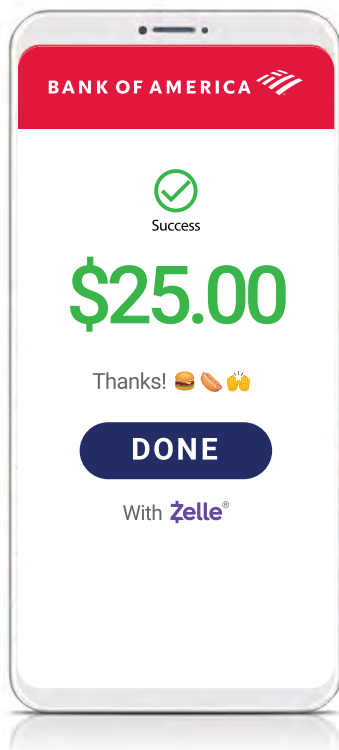 BANK OF AMERICA
Success
$25.00
Thanks! 🍔 🌭 🙌
DONE
With Zelle®